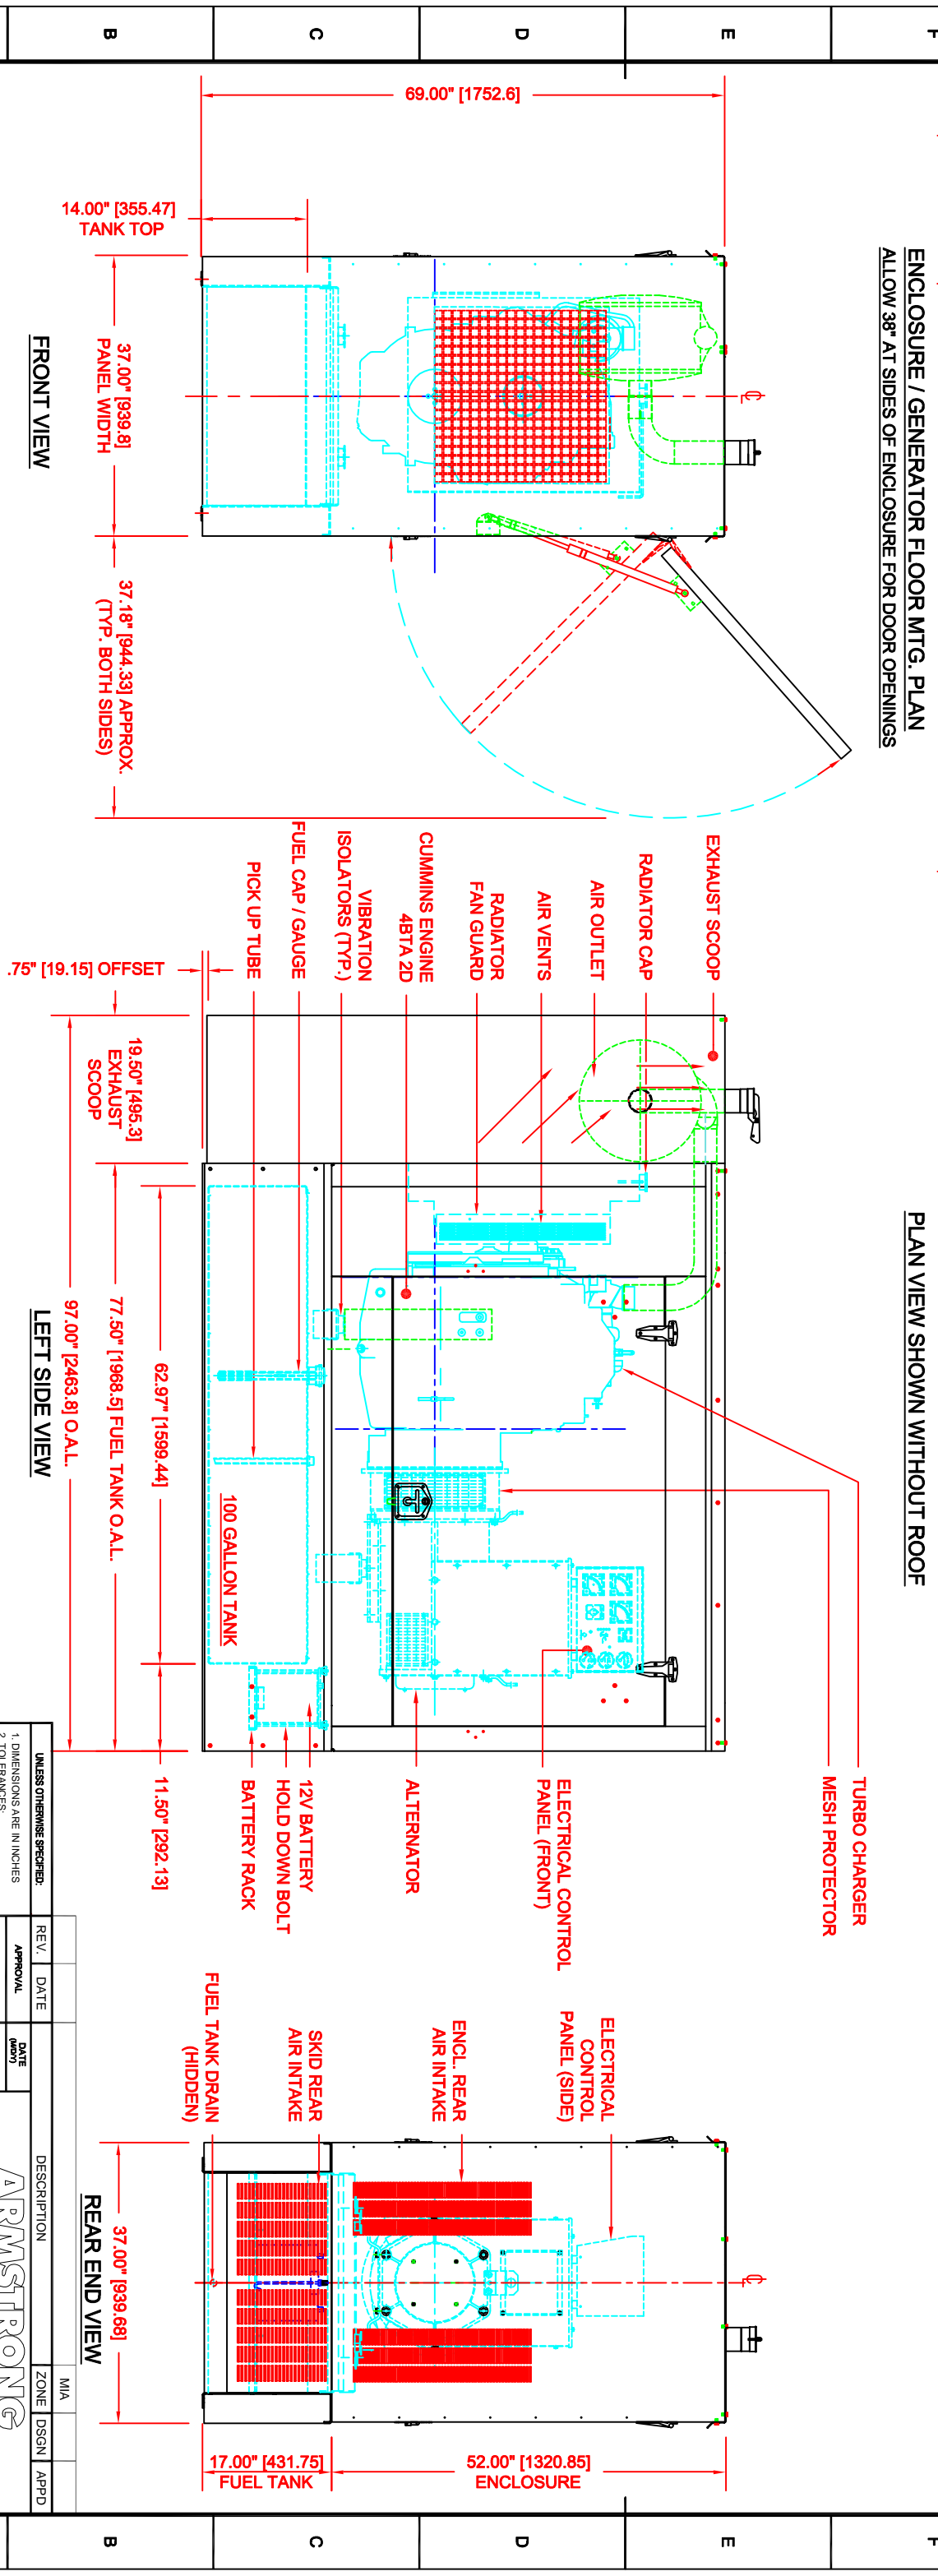 F
E
D
C
B
ENCLOSURE / GENERATOR FLOOR MTG. PLAN
ALLOW 38" AT SIDES OF ENCLOSURE FOR DOOR OPENINGS
69.00" [1752.6]
14.00" [355.47]
TANK TOP
37.00" [939.8]
PANEL WIDTH
37.18" [944.33] APPROX.
(TYP. BOTH SIDES)
FRONT VIEW
PLAN VIEW SHOWN WITHOUT ROOF
EXHAUST SCOOP
RADIATOR CAP
AIR OUTLET
AIR VENTS
RADIATOR
FAN GUARD
CUMMINS ENGINE
4BTA 2D
VIBRATION
ISOLATORS (TYP.)
FUEL CAP / GAUGE
PICK UP TUBE
.75" [19.15] OFFSET
TURBO CHARGER
MESH PROTECTOR
ELECTRICAL CONTROL
PANEL (FRONT)
ALTERNATOR
12V BATTERY
HOLD DOWN BOLT
BATTERY RACK
100 GALLON TANK
62.97" [1599.44]
11.50" [292.13]
19.50" [495.3]
EXHAUST
SCOOP
77.50" [1968.5] FUEL TANK O.A.L.
97.00" [2463.8] O.A.L.
LEFT SIDE VIEW
ELECTRICAL
CONTROL
PANEL (SIDE)
ENCL. REAR
AIR INTAKE
SKID REAR
AIR INTAKE
FUEL TANK DRAIN
(HIDDEN)
52.00" [1320.85]
ENCLOSURE
17.00" [431.75]
FUEL TANK
37.00" [939.68]
REAR END VIEW
E
D
C
B
MIA
REV. DATE DESCRIPTION ZONE DSGN APPD
UNLESS OTHERWISE SPECIFIED:
1. DIMENSIONS ARE IN INCHES
2. TOLERANCES:
APPROVAL
DATE
(M/D/Y)
ARMSTRONG